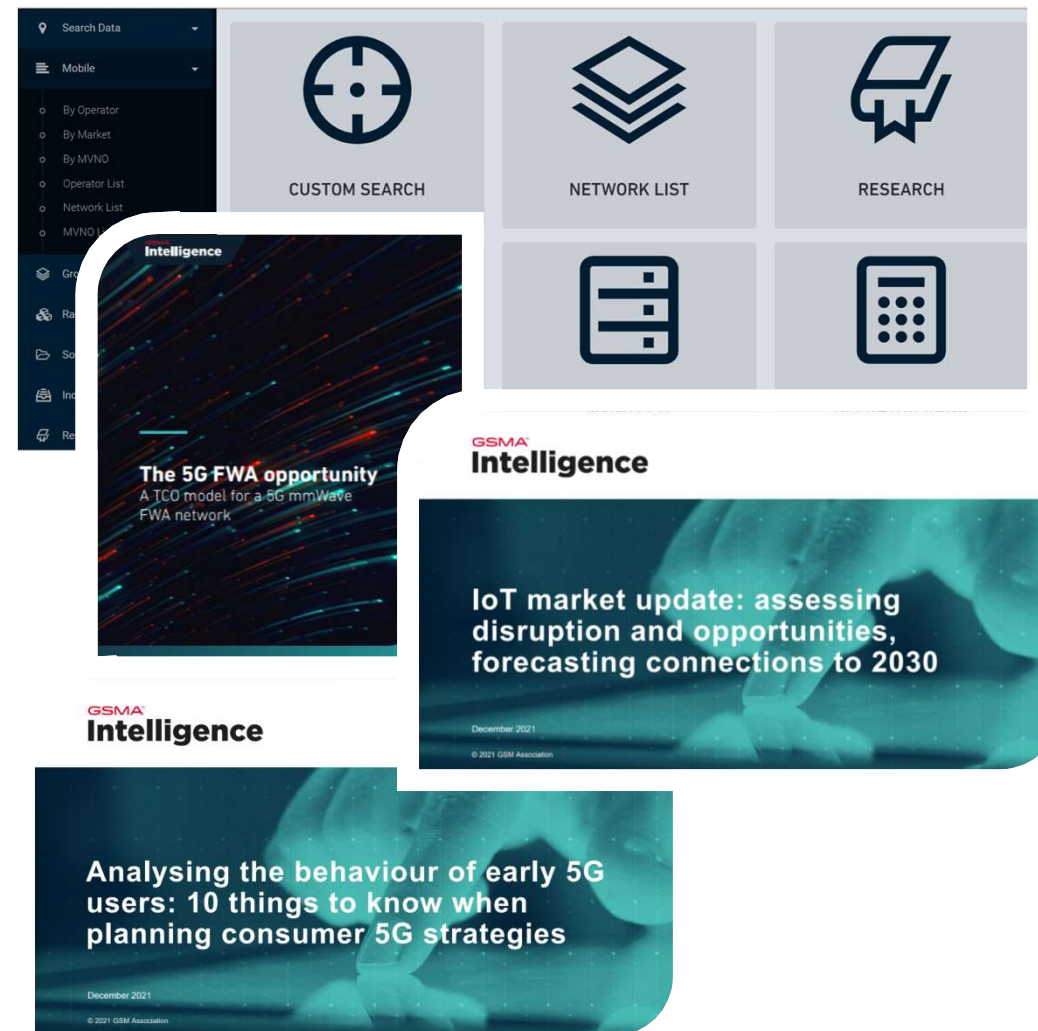 Search Data
Mobile
By Operator
By Market
By MVNO
Operator List
Network List
MVNO
CUSTOM SEARCH
NETWORK LIST
RESEARCH
GSMA
Intelligence
The 5G FWA opportunity
A TCO model for a 5G mmWave
FWA network
GSMA
Intelligence
IoT market update: assessing
disruption and opportunities,
forecasting connections to 2030
December 2021
© 2021 GSM Association
GSMA
Intelligence
Analysing the behaviour of early 5G
users: 10 things to know when
planning consumer 5G strategies
December 2021
© 2021 GSM Association